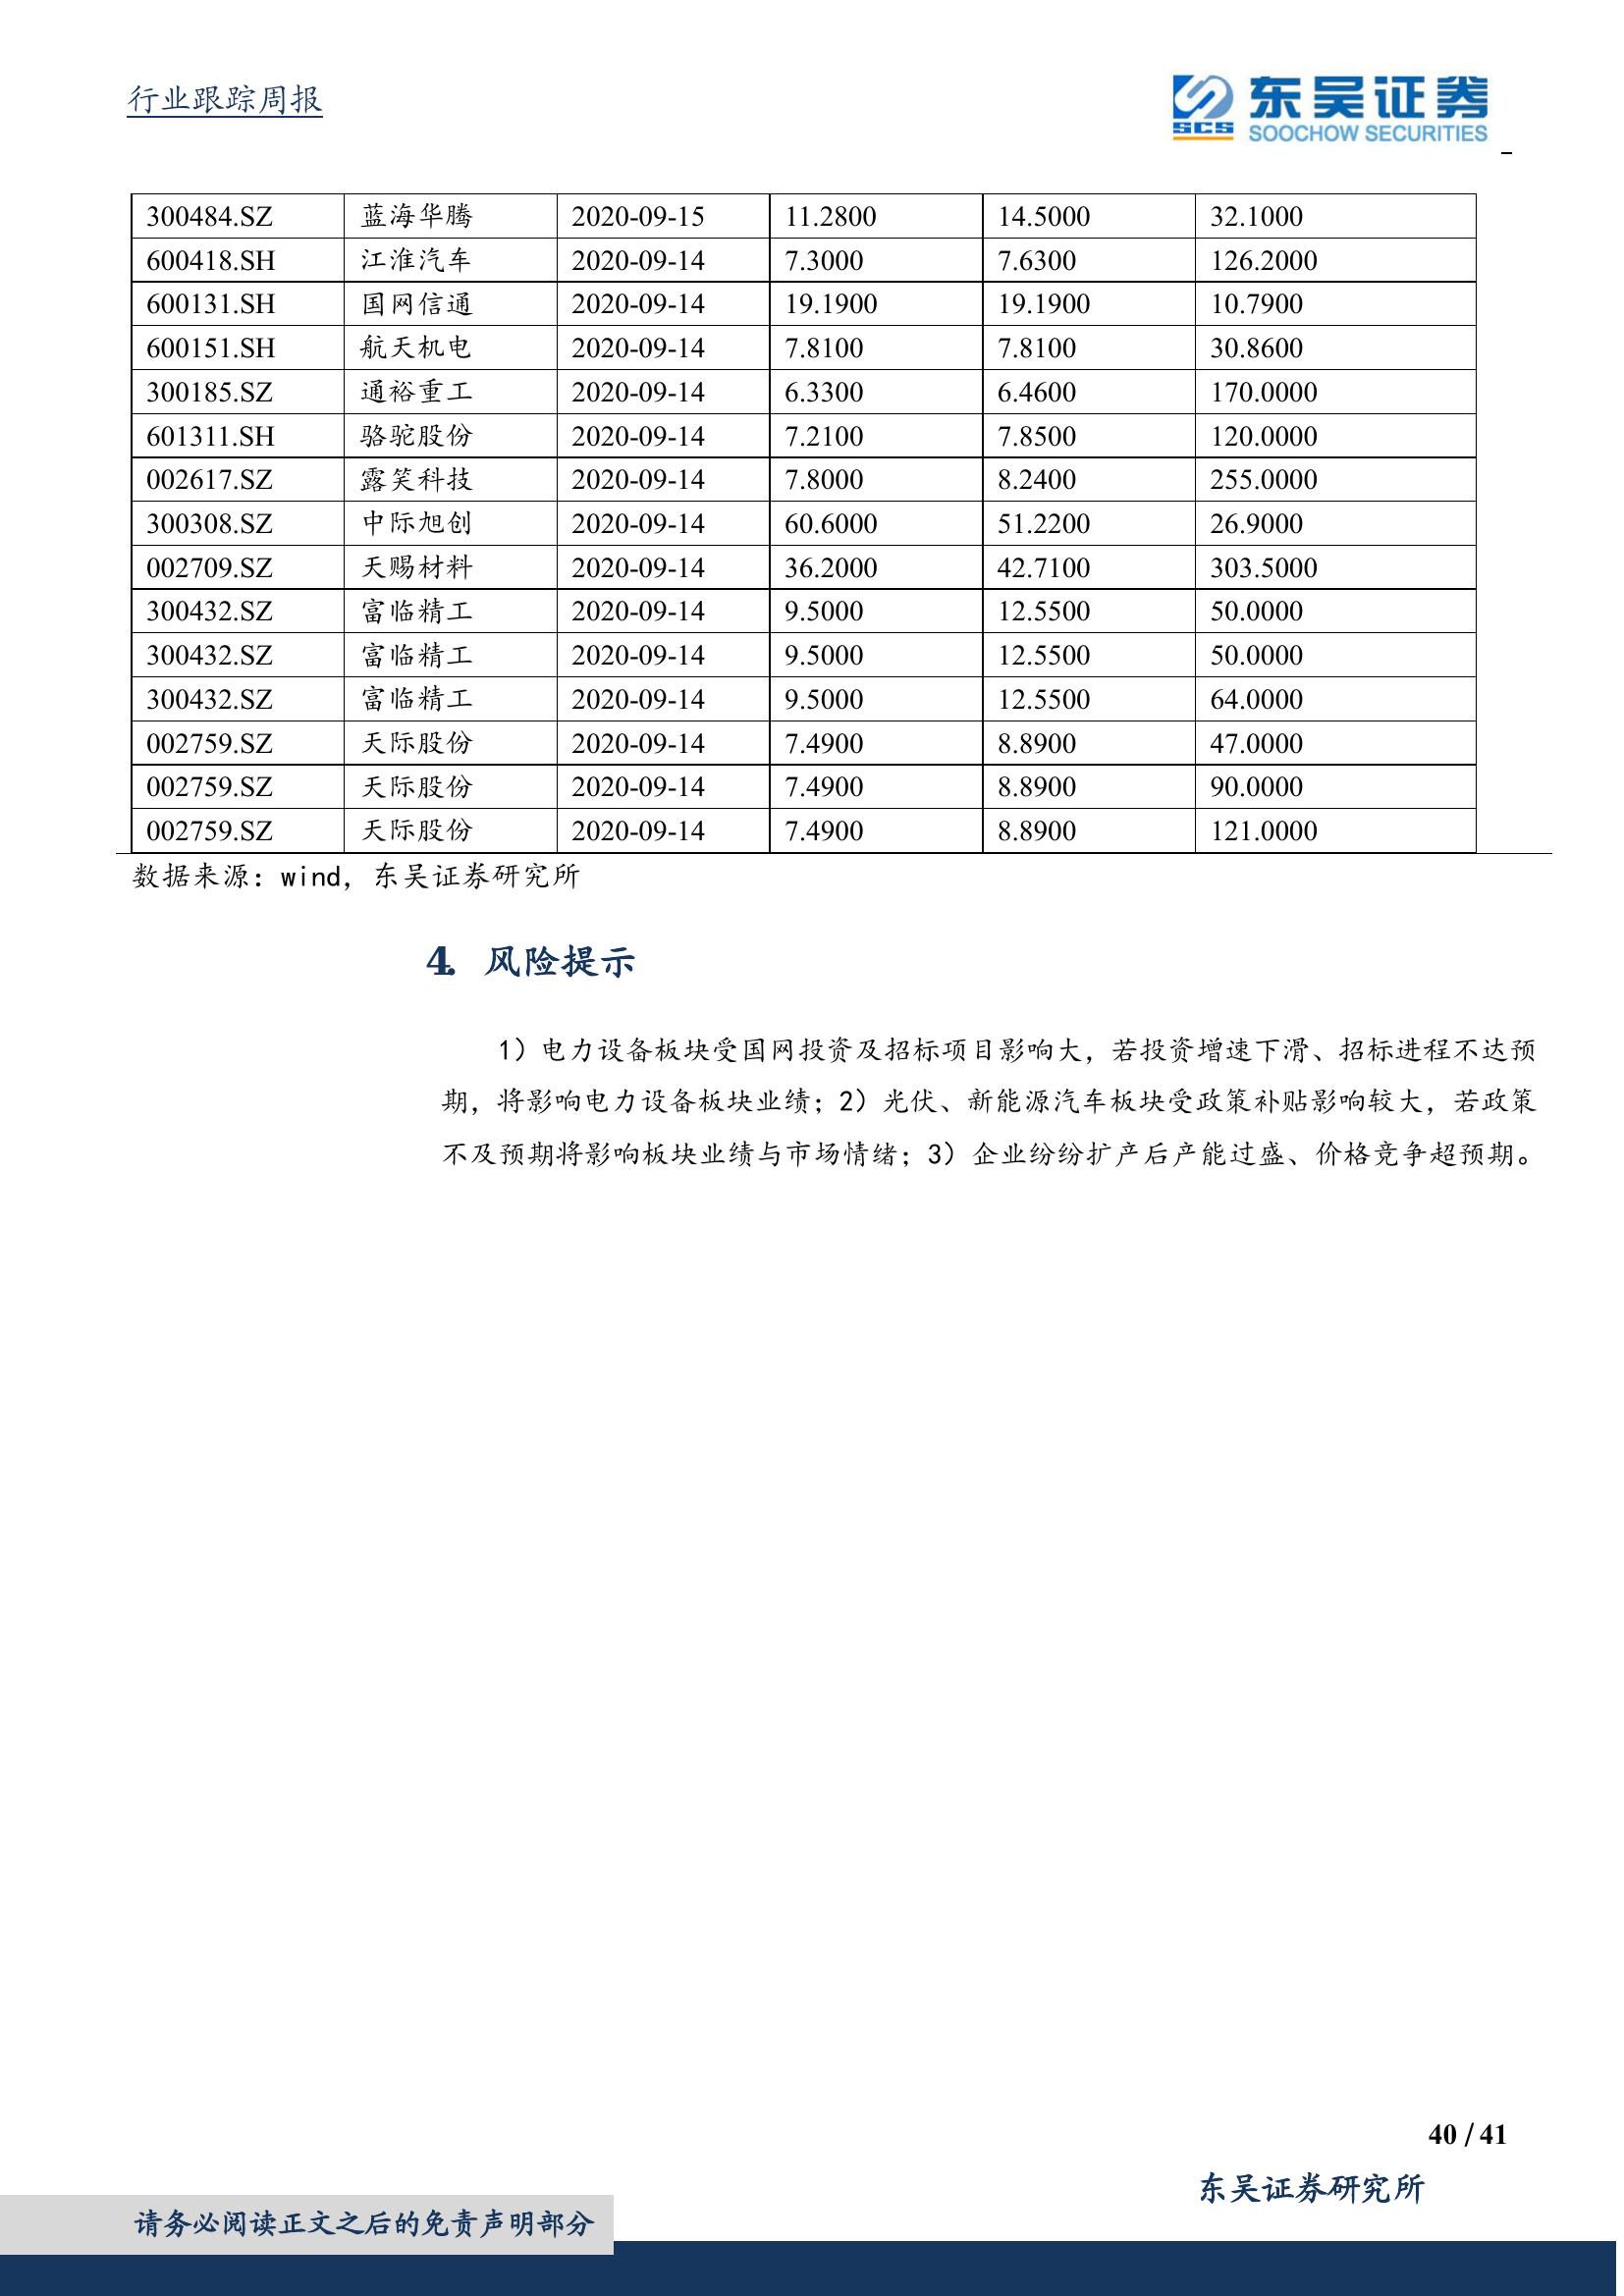 行业跟踪周报
东吴证券
SCS
SOOCHOW SECURITIES
300484.SZ 蓝海华腾 2020-09-15 11.2800 14.5000 32.1000
600418.SH 江淮汽车 2020-09-14 7.3000 7.6300 126.2000
600131.SH 国网信通 2020-09-14 19.1900 19.1900 10.7900
600151.SH 航天机电 2020-09-14 7.8100 7.8100 30.8600
300185.SZ 通裕重工 2020-09-14 6.3300 6.4600 170.0000
601311.SH 骆驼股份 2020-09-14 7.2100 7.8500 120.0000
002617.SZ 露笑科技 2020-09-14 7.8000 8.2400 255.0000
300308.SZ 中际旭创 2020-09-14 60.6000 51.2200 26.9000
002709.SZ 天赐材料 2020-09-14 36.2000 42.7100 303.5000
300432.SZ 富临精工 2020-09-14 9.5000 12.5500 50.0000
300432.SZ 富临精工 2020-09-14 9.5000 12.5500 50.0000
300432.SZ 富临精工 2020-09-14 9.5000 12.5500 64.0000
002759.SZ 天际股份 2020-09-14 7.4900 8.8900 47.0000
002759.SZ 天际股份 2020-09-14 7.4900 8.8900 90.0000
002759.SZ 天际股份 2020-09-14 7.4900 8.8900 121.0000
数据来源：wind，东吴证券研究所
4. 风险提示
1）电力设备板块受国网投资及招标项目影响大，若投资增速下滑、招标进程不达预
期，将影响电力设备板块业绩；2）光伏、新能源汽车板块受政策补贴影响较大，若政策
不及预期将影响板块业绩与市场情绪；3）企业纷纷扩产后产能过盛、价格竞争超预期。
40 / 41
东吴证券研究所
请务必阅读正文之后的免责声明部分